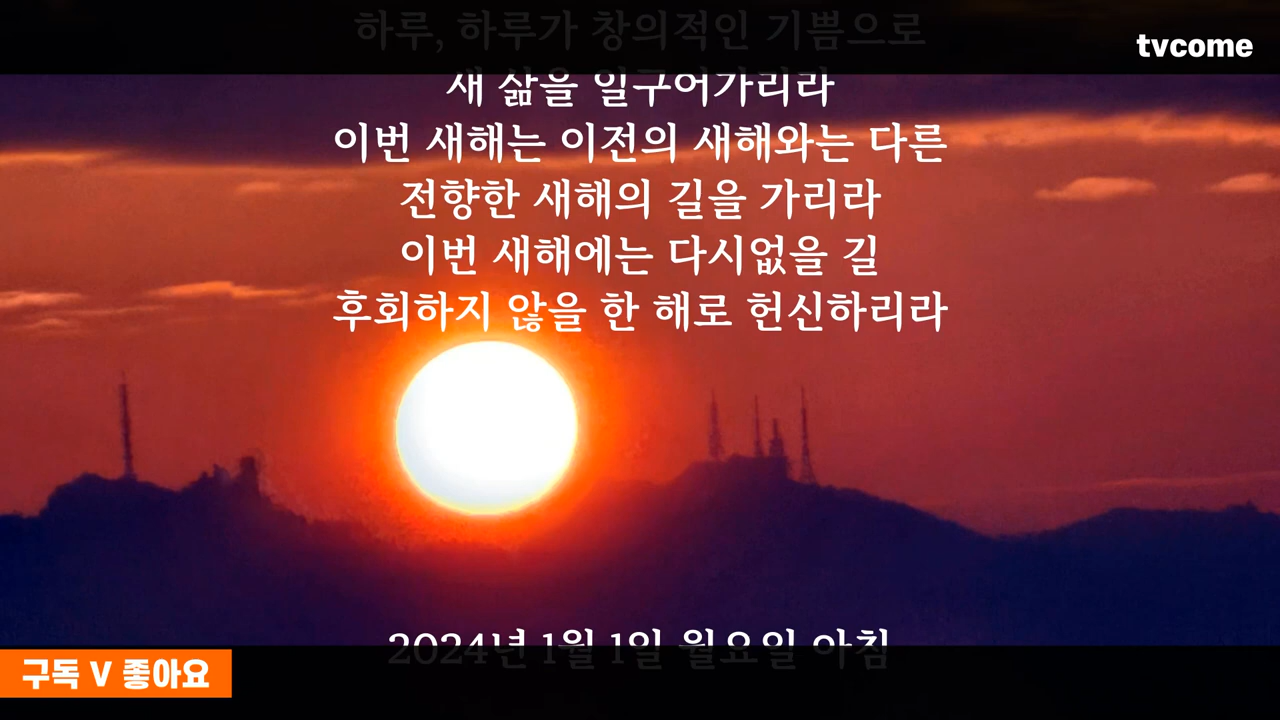 하루, 하루가 창의적인 기쁨으로
tvcome
새 삶을 일구어가리라
이번 새해는 이전의 새해와는 다른
전향한 새해의 길을 가리라
이번 새해에는 다시없을 길
후회하지 않을 한 해로 헌신하리라
2024년 1월 1일 월요일 아침
구독 V 좋아요